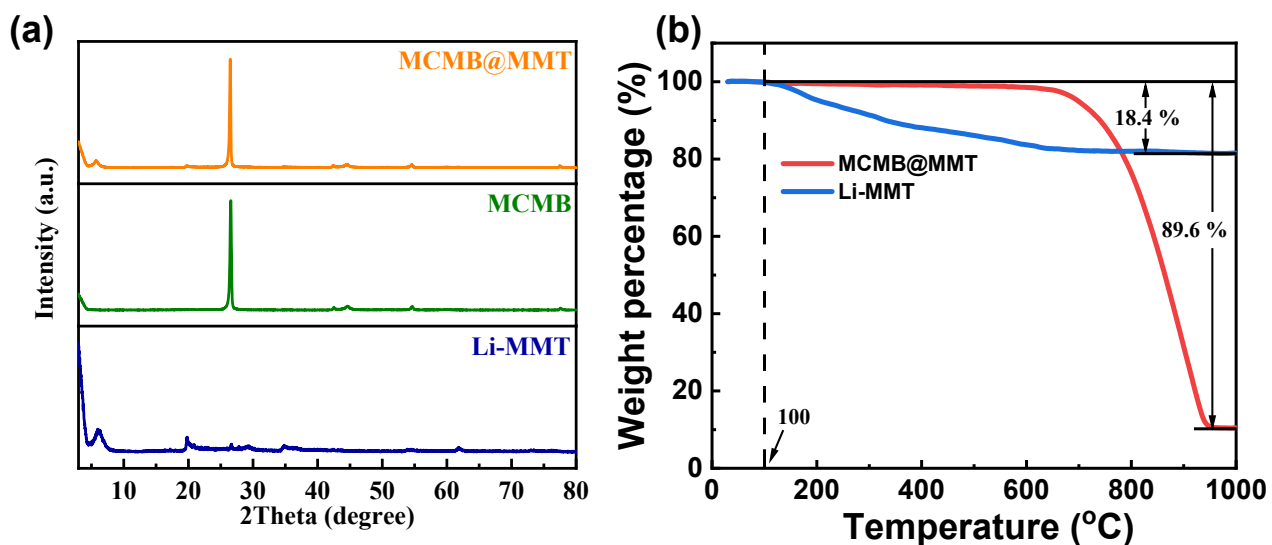 (a)
MCMB@MMT
MCMB
Li-MMT
Intensity (a.u.)
10 20 30 40 50 60 70 80
2Theta (degree)
(b)
Weight percentage (%)
100
80
60
40
20
0
18.4 %
89.6 %
MCMB@MMT
Li-MMT
100
0 200 400 600 800 1000
Temperature (°C)